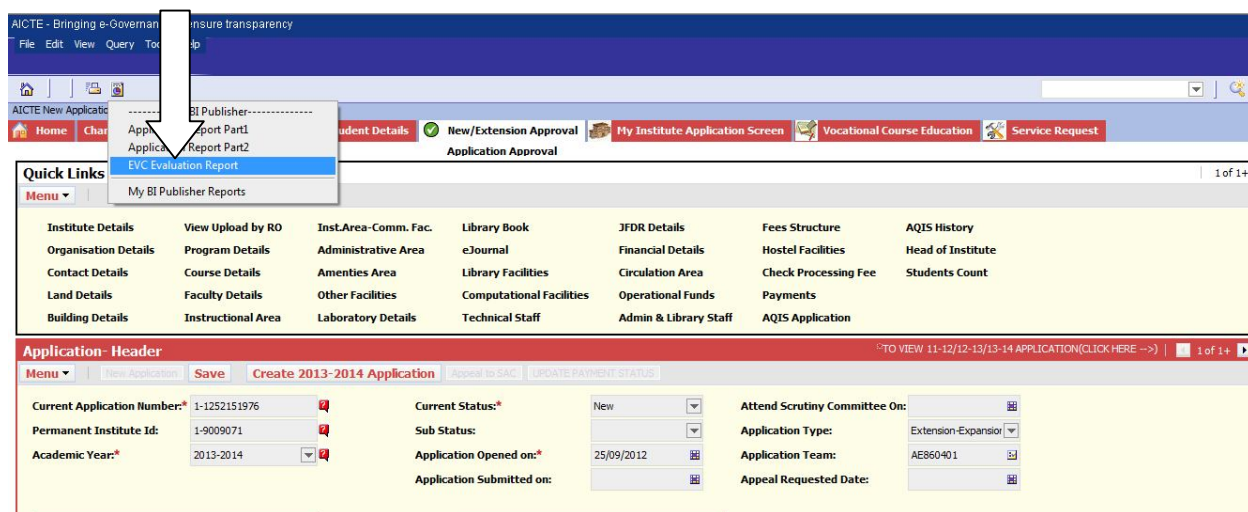 AICTE - Bringing e-Governan ensure transparency
File Edit View Query Too elp
AICTE New Applicatio
BI Publisher
Application Report Part1
Application Report Part2
EVC Evaluation Report
My BI Publisher Reports
Home Char udent Details New/Extension Approval My Institute Application Screen Vocational Course Education Service Request
Application Approval
Quick Links 1 of 1+
Menu
Institute Details View Upload by RO Inst.Area-Comm. Fac. Library Book JFDR Details Fees Structure AQIS History
Organisation Details Program Details Administrative Area eJournal Financial Details Hostel Facilities Head of Institute
Contact Details Course Details Amenties Area Library Facilities Circulation Area Check Processing Fee Students Count
Land Details Faculty Details Other Facilities Computational Facilities Operational Funds Payments
Building Details Instructional Area Laboratory Details Technical Staff Admin & Library Staff AQIS Application
Application- Header TO VIEW 11-12/12-13/13-14 APPLICATION(CLICK HERE -->) 1 of 1+
Menu New Application Save Create 2013-2014 Application Appeal to SAC UPDATE PAYMENT STATUS
Current Application Number:* 1-1252151976 Current Status:* New Attend Scrutiny Committee On:
Permanent Institute Id: 1-9009071 Sub Status: Application Type: Extension-Expansior
Academic Year:* 2013-2014 Application Opened on:* 25/09/2012 Application Team: AE860401
Application Submitted on: Appeal Requested Date: